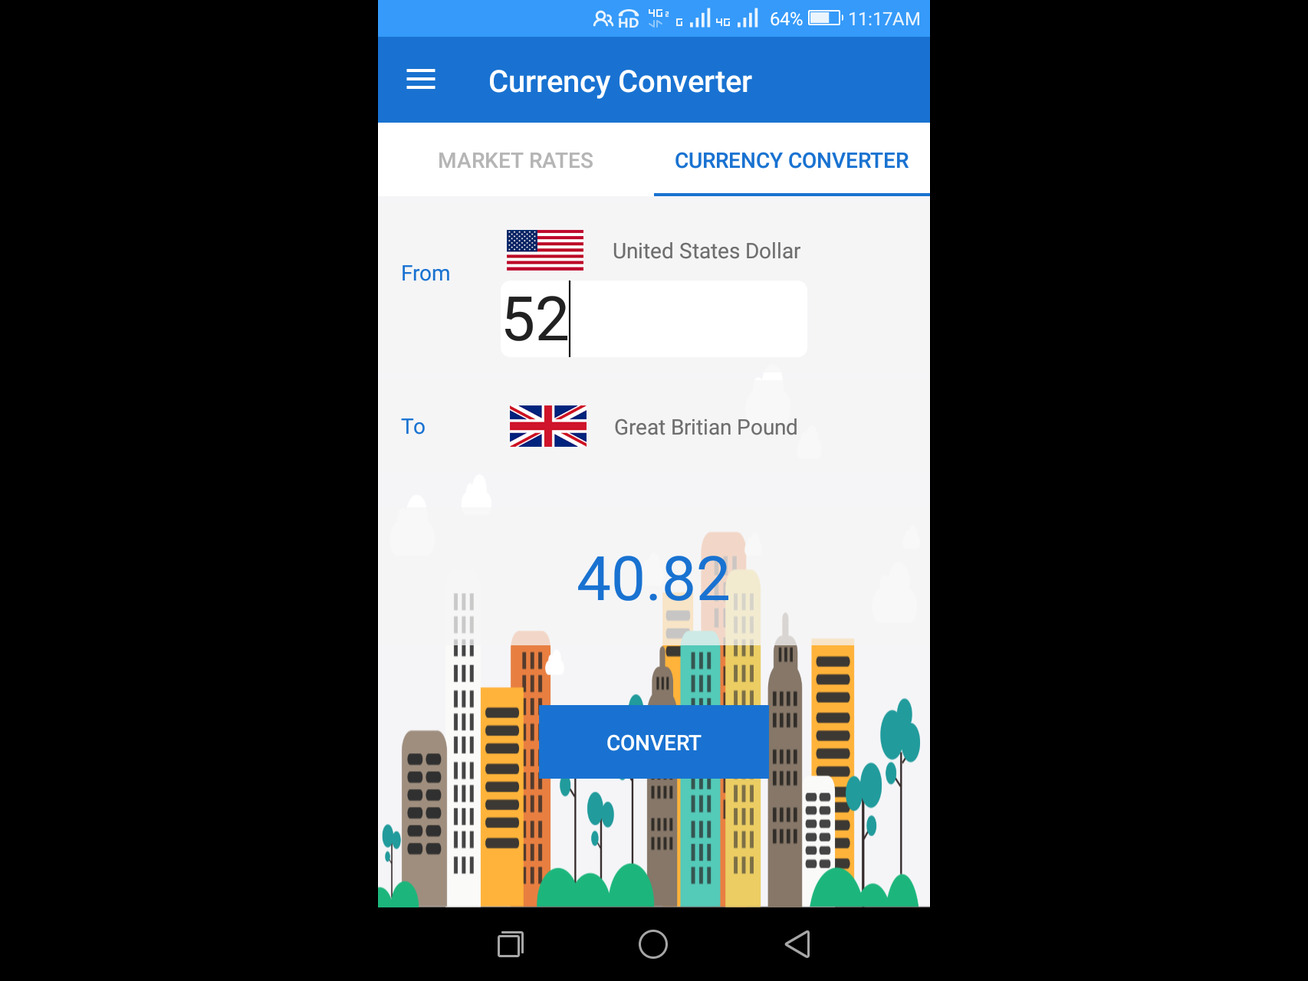 HD 4G 2 G 4G 64% 11:17AM
Currency Converter
MARKET RATES CURRENCY CONVERTER
United States Dollar
From
52
To Great Britian Pound
40.82
CONVERT